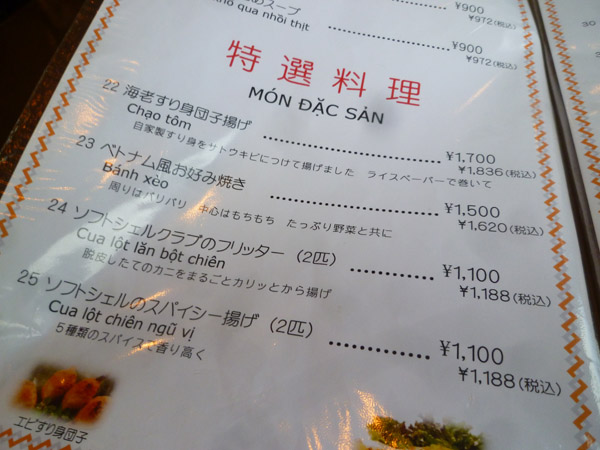 スープ
qua nhồi thịt
¥900
¥972(税込)
¥900
¥972(税込)
特選料理
MÓN ĐẶC SẢN
22 海老すり身団子揚げ
Chạo tôm
¥1,700
¥1,836(税込)
自家製すり身をサトウキビにつけて揚げました ライスペーパーで巻いて
23 ベトナム風お好み焼き
Bánh xèo
¥1,500
¥1,620(税込)
周りはパリパリ 中心はもちもち たっぷり野菜と共に
24 ソフトシェルクラブのフリッター (2匹)
Cua lột lăn bột chiên
¥1,100
¥1,188(税込)
脱皮したてのカニをまるごとカリッとから揚げ
25 ソフトシェルのスパイシー揚げ (2匹)
Cua lột chiên ngũ vị
¥1,100
¥1,188(税込)
5種類のスパイスで香り高く
エビすり身団子